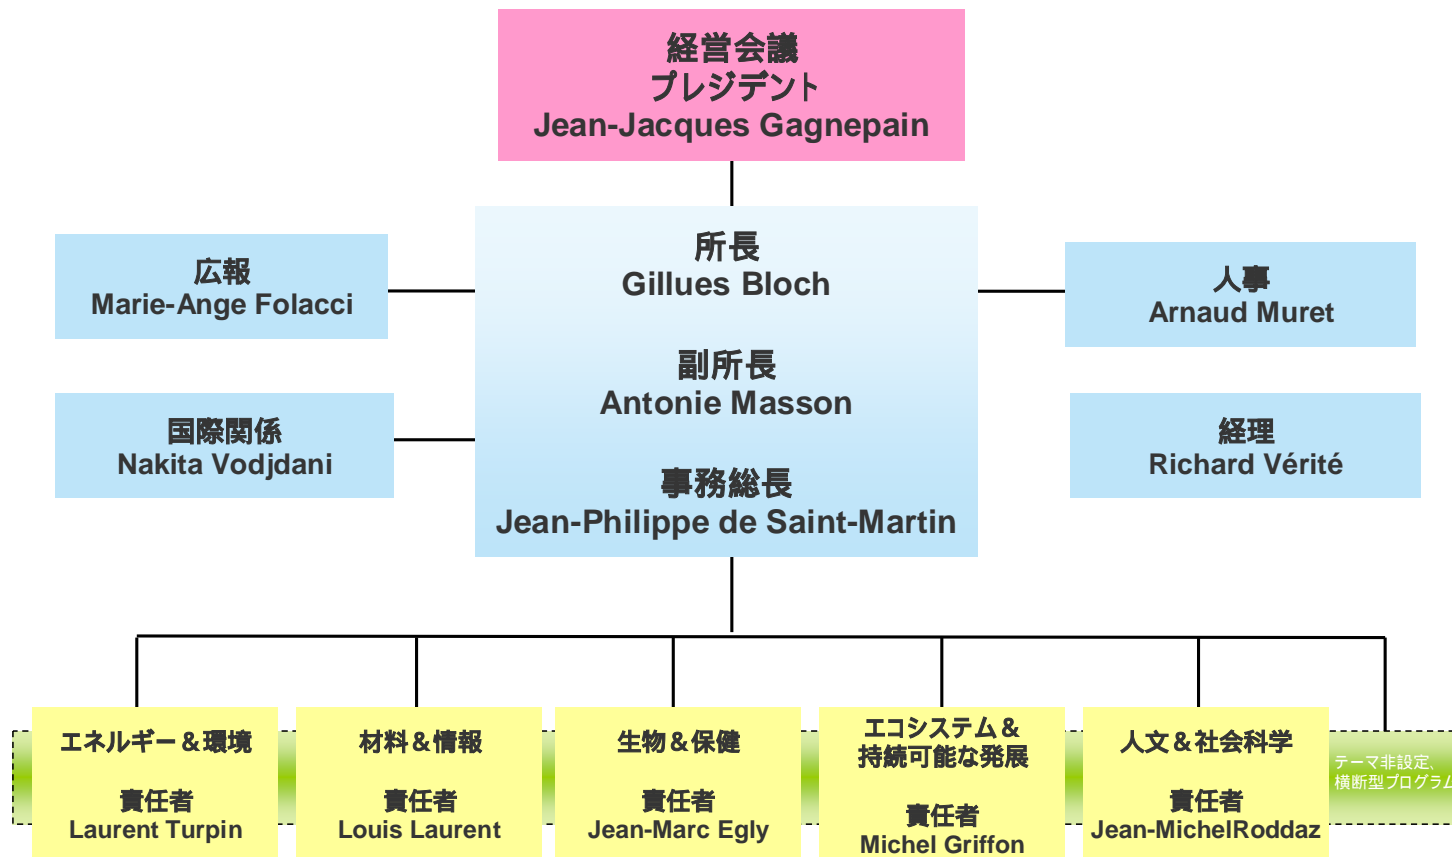 経営会議
プレジデント
Jean-Jacques Gagnepain
所長
Gillues Bloch
副所長
Antonie Masson
事務総長
Jean-Philippe de Saint-Martin
広報
Marie-Ange Folacci
国際関係
Nakita Vodjdani
人事
Arnaud Muret
経理
Richard Vérité
エネルギー＆環境
責任者
Laurent Turpin
材料＆情報
責任者
Louis Laurent
生物＆保健
責任者
Jean-Marc Egly
エコシステム＆
持続可能な発展
責任者
Michel Griffon
人文＆社会科学
責任者
Jean-MichelRoddaz
テーマ非設定、
横断型プログラム